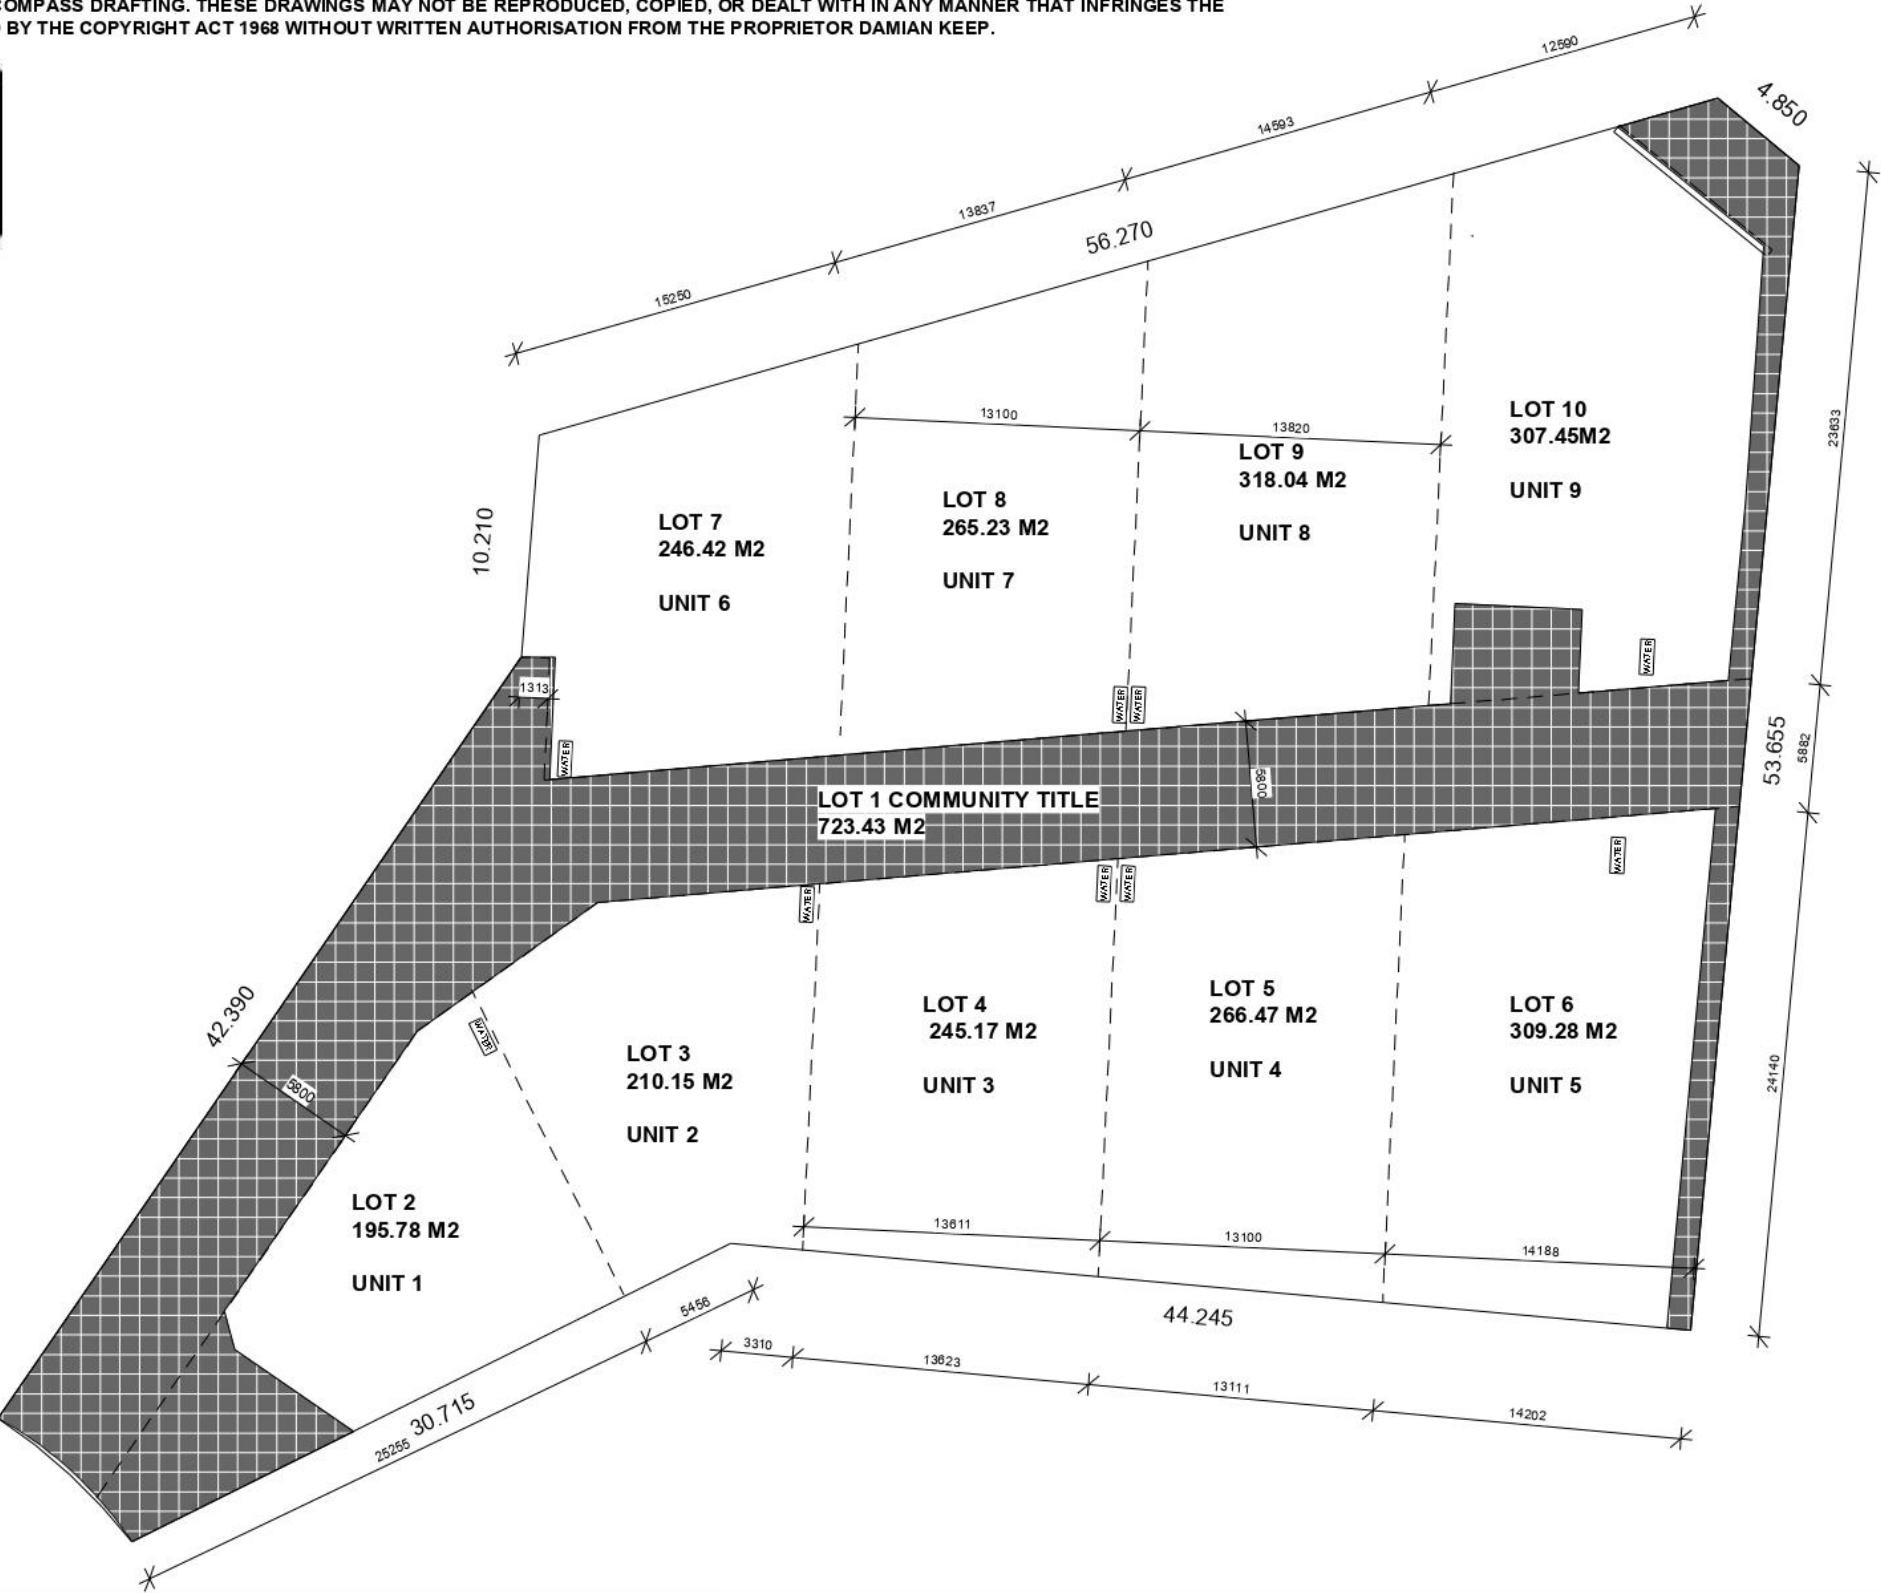 COMPASS DRAFTING. THESE DRAWINGS MAY NOT BE REPRODUCED, COPIED, OR DEALT WITH IN ANY MANNER THAT INFRINGES THE
BY THE COPYRIGHT ACT 1968 WITHOUT WRITTEN AUTHORISATION FROM THE PROPRIETOR DAMIAN KEEP.
12590
4.850
14593
13837
56.270
15250
13100
13820
LOT 10
307.45M2
UNIT 9
23633
LOT 9
318.04 M2
UNIT 8
LOT 8
265.23 M2
UNIT 7
LOT 7
246.42 M2
UNIT 6
10.210
1313
WATER
WATER
WATER
WATER
53.655
5882
5800
LOT 1 COMMUNITY TITLE
723.43 M2
WATER
WATER
WATER
WATER
42.390
5800
WATER
LOT 3
210.15 M2
UNIT 2
LOT 4
245.17 M2
UNIT 3
LOT 5
266.47 M2
UNIT 4
LOT 6
309.28 M2
UNIT 5
24140
LOT 2
195.78 M2
UNIT 1
13611
13100
14188
5456
44.245
3310
13623
13111
14202
30.715
25255